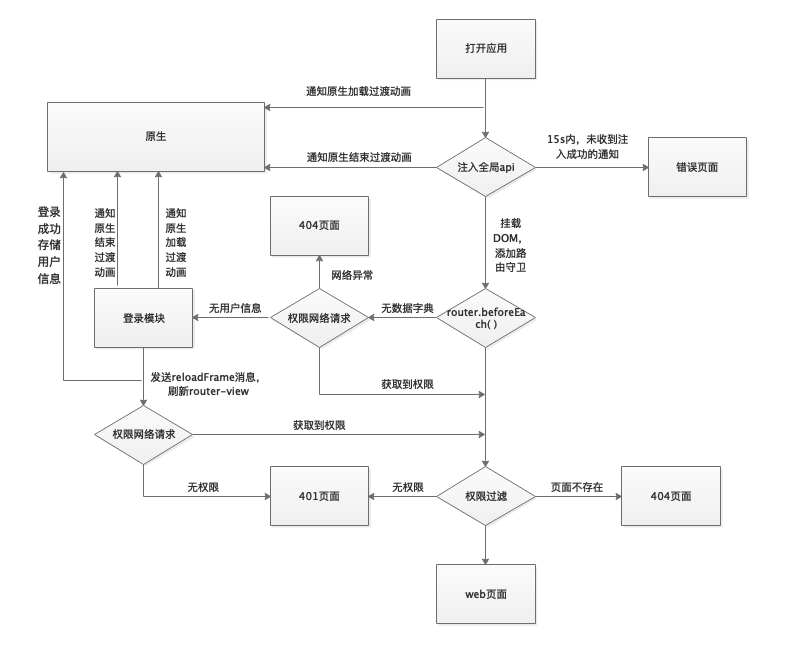 打开应用
通知原生加载过渡动画
原生
通知原生结束过渡动画
注入全局api
15s内，未收到注
入成功的通知
错误页面
登录
成功
存储
用户
信息
通知
原生
结束
过渡
动画
通知
原生
加载
过渡
动画
404页面
挂载
DOM，
添加路
由守卫
网络异常
登录模块
无用户信息
权限网络请求
无数据字典
router.beforeEa
ch( )
发送reloadFrame消息，
刷新router-view
获取到权限
权限网络请求
获取到权限
无权限
401页面
无权限
权限过滤
页面不存在
404页面
web页面